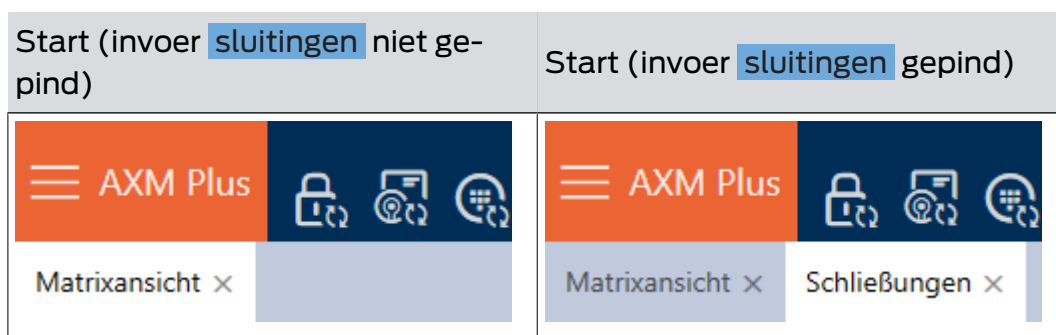 Start (invoer sluitingen niet ge-
pind)
Start (invoer sluitingen gepind)
AXM Plus
Matrixansicht ×
AXM Plus
Matrixansicht × Schließungen ×